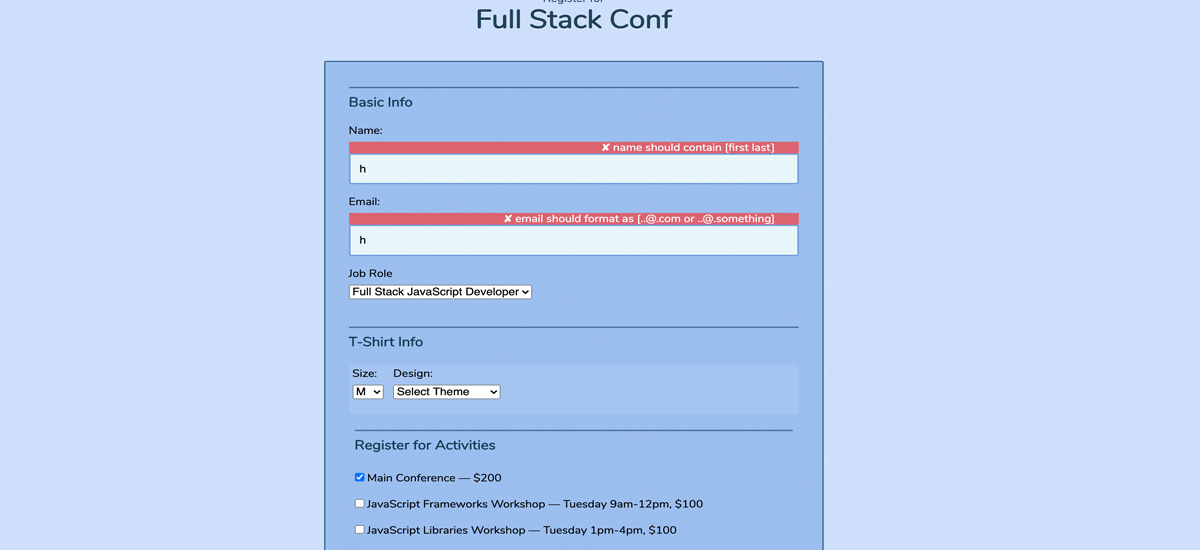 Register for
Full Stack Conf
Basic Info
Name:
✘ name should contain [first last]
h
Email:
✘ email should format as [..@.com or ..@.something]
h
Job Role
Full Stack JavaScript Developer
T-Shirt Info
Size: Design:
M Select Theme
Register for Activities
Main Conference — $200
JavaScript Frameworks Workshop — Tuesday 9am-12pm, $100
JavaScript Libraries Workshop — Tuesday 1pm-4pm, $100